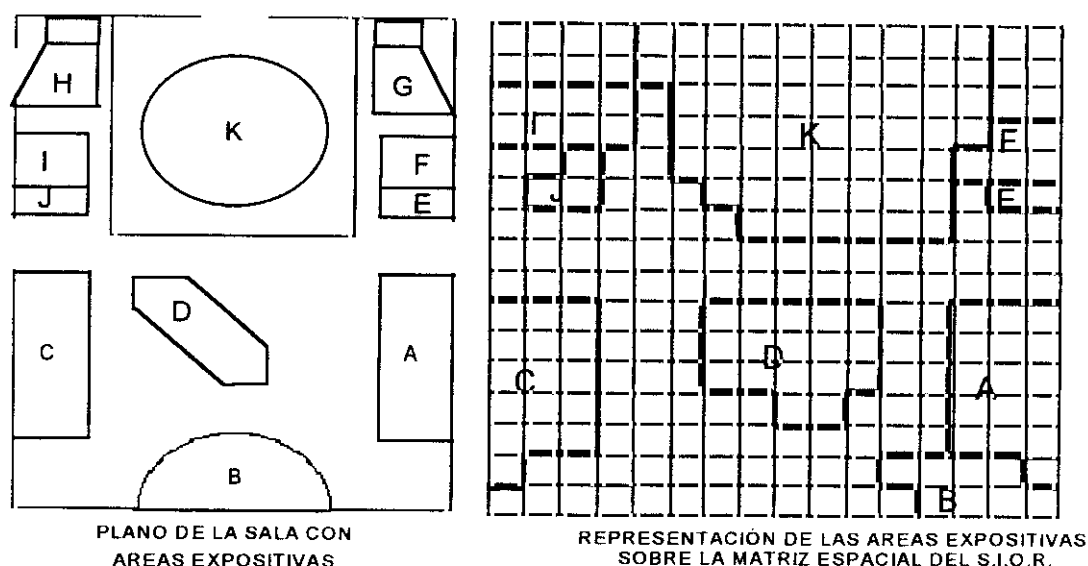 H
K
G
I
F
J
E
D
C
A
B
PLANO DE LA SALA CON
AREAS EXPOSITIVAS
I
K
F
J
E
D
C
A
B
REPRESENTACIÓN DE LAS AREAS EXPOSITIVAS
SOBRE LA MATRIZ ESPACIAL DEL S.I.O.R.